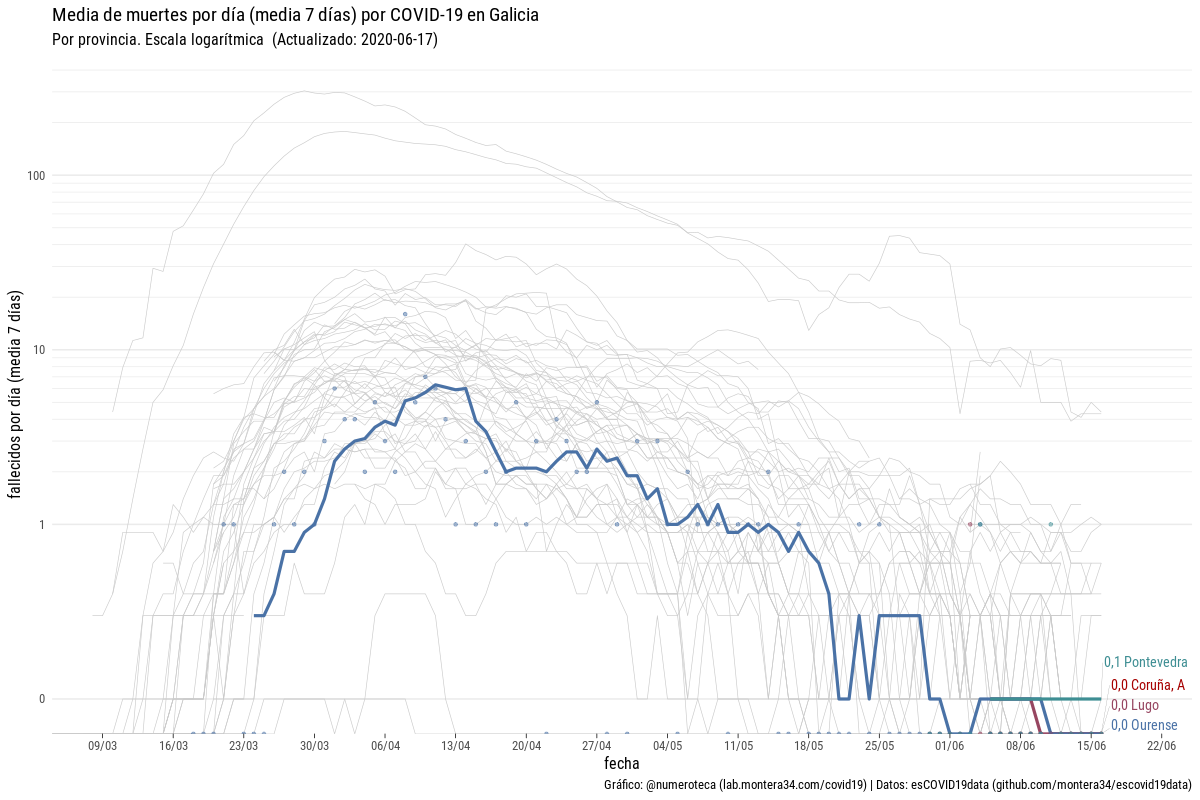 Media de muertes por día (media 7 días) por COVID-19 en Galicia
Por provincia. Escala logarítmica (Actualizado: 2020-06-17)
fallecidos por día (media 7 días)
100
10
1
0
0,1 Pontevedra
0,0 Coruña, A
0,0 Lugo
0,0 Ourense
09/03 16/03 23/03 30/03 06/04 13/04 20/04 27/04 04/05 11/05 18/05 25/05 01/06 08/06 15/06 22/06
fecha
Gráfico: @numeroteca (lab.montera34.com/covid19) | Datos: esCOVID19data (github.com/montera34/escovid19data)